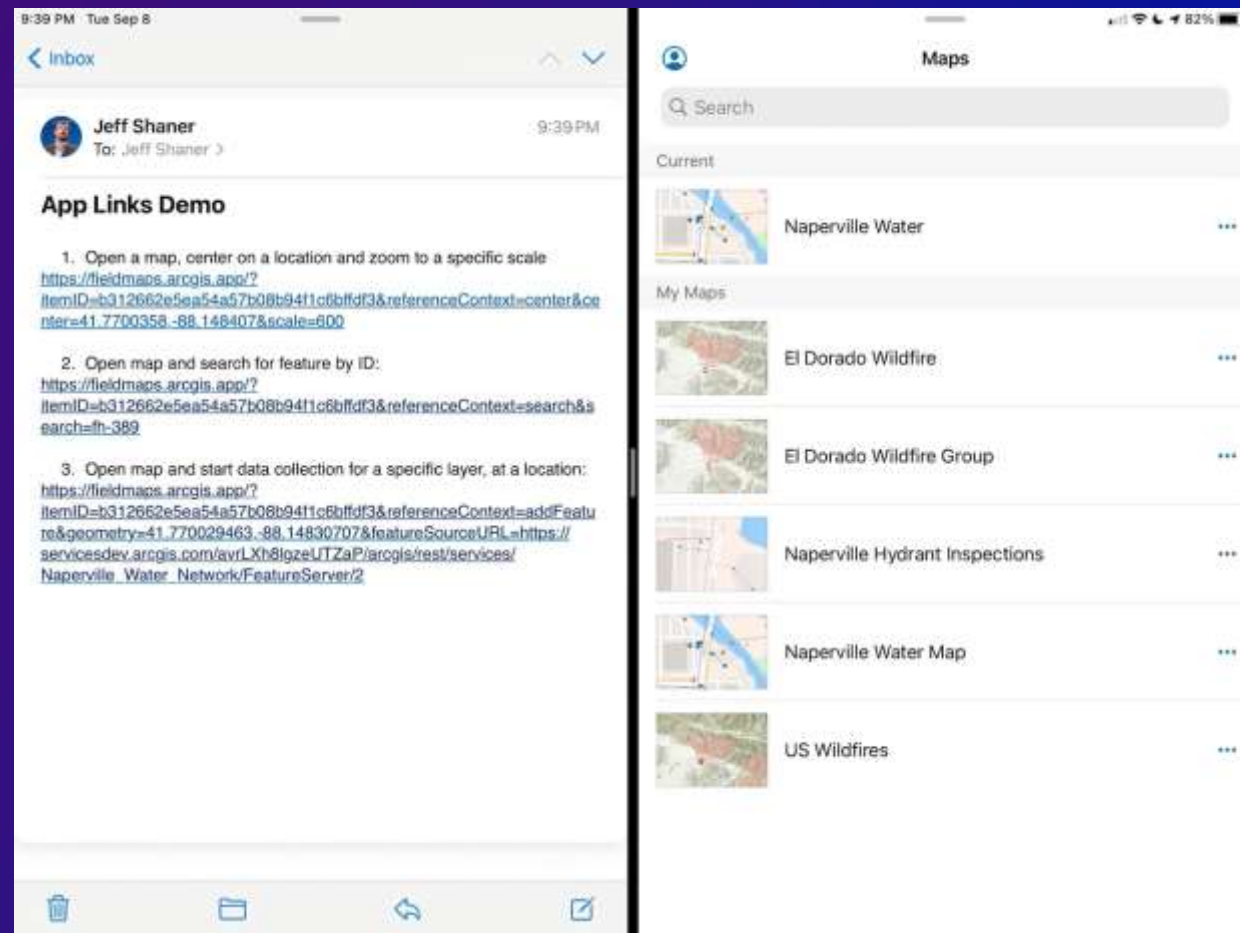 9:39 PM Tue Sep 8
82%
Inbox
Jeff Shaner
9:39 PM
To: Jeff Shaner >
App Links Demo
1. Open a map, center on a location and zoom to a specific scale
https://fieldmaps.arcgis.app/?
itemID=b312662e5ea54a57b08b94f1c6bffdf3&referenceContext=center&ce
nter=41.7700358,-88.148407&scale=600
2. Open map and search for feature by ID:
https://fieldmaps.arcgis.app/?
itemID=b312662e5ea54a57b08b94f1c6bffdf3&referenceContext=search&s
earch=fh-389
3. Open map and start data collection for a specific layer, at a location:
https://fieldmaps.arcgis.app/?
itemID=b312662e5ea54a57b08b94f1c6bffdf3&referenceContext=addFeatu
re&geometry=41.770029463,-88.14830707&featureSourceURL=https://
servicesdev.arcgis.com/avrLXh8IgzeUTZaP/arcgis/rest/services/
Naperville_Water_Network/FeatureServer/2
Maps
Search
Current
Naperville Water
My Maps
El Dorado Wildfire
El Dorado Wildfire Group
Naperville Hydrant Inspections
Naperville Water Map
US Wildfires